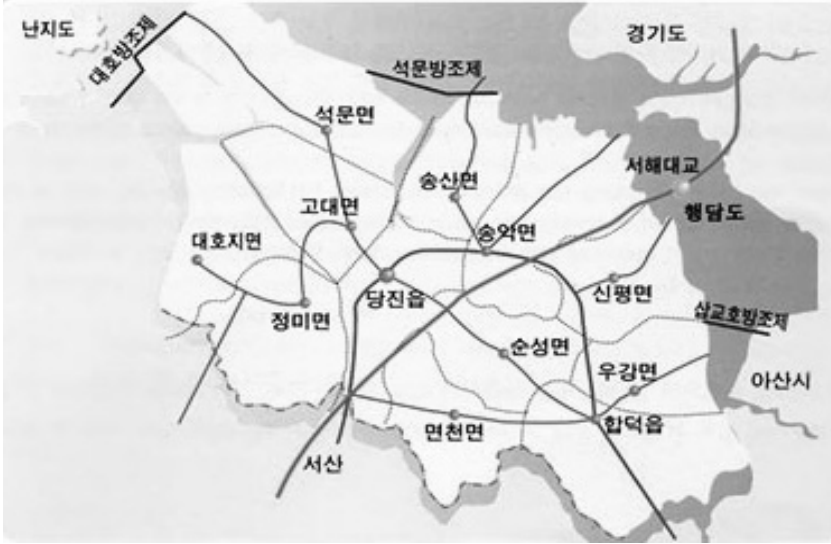 난지도
대호방조제
석문방조제
경기도
석문면
송산면
서해대교
고대면
행담도
대호지면
송악면
당진읍
신평면
정미면
삽교호방조제
순성면
우강면
아산시
면천면
합덕읍
서산